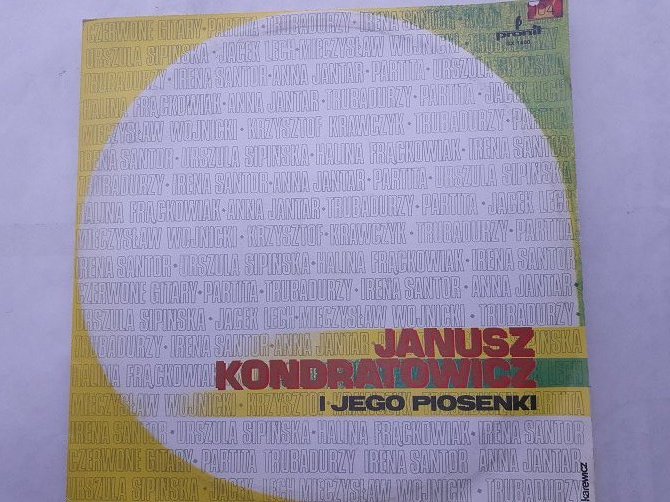 CZERWONE GITARY · PARTITA · TRUBADURZY · IRENA SANTOR
pronit
URSZULA SIPIŃSKA · JACEK LECH · MIECZYSŁAW WOJNICKI
TRUBADURZY · IRENA SANTOR · ANNA JANTAR · PARTITA · URSZULA SIPIŃSKA
HALINA FRĄCKOWIAK · ANNA JANTAR · TRUBADURZY · PARTITA · JACEK LECH
MIECZYSŁAW WOJNICKI · KRZYSZTOF KRAWCZYK · TRUBADURZY · PARTITA
IRENA SANTOR · URSZULA SIPIŃSKA · HALINA FRĄCKOWIAK · IRENA SANTOR
TRUBADURZY · IRENA SANTOR · ANNA JANTAR · PARTITA · URSZULA SIPIŃSKA
HALINA FRĄCKOWIAK · ANNA JANTAR · TRUBADURZY · PARTITA · JACEK LECH
MIECZYSŁAW WOJNICKI · KRZYSZTOF KRAWCZYK · TRUBADURZY · PARTITA
IRENA SANTOR · URSZULA SIPIŃSKA · HALINA FRĄCKOWIAK · IRENA SANTOR
CZERWONE GITARY · PARTITA · TRUBADURZY · IRENA SANTOR · ANNA JANTAR
URSZULA SIPIŃSKA · JACEK LECH · MIECZYSŁAW WOJNICKI · TRUBADURZY
TRUBADURZY · IRENA SANTOR · ANNA JANTAR JANUSZ IŃSKA
HALINA FRĄCKOWIAK KONDRATOWICZ
MIECZYSŁAW WOJNICKI · KRZYSZTOF I JEGO PIOSENKI PARTITA
IRENA SANTOR · URSZULA SIPIŃSKA · HALINA FRĄCKOWIAK · IRENA SANTOR
CZERWONE GITARY · PARTITA TRUBADURZY IRENA SANTOR ANNA JANTAR
URSZULA SIPIŃSKA · JACEK LECH MIECZYSŁAW WOJNICKI · TRUBADURZY